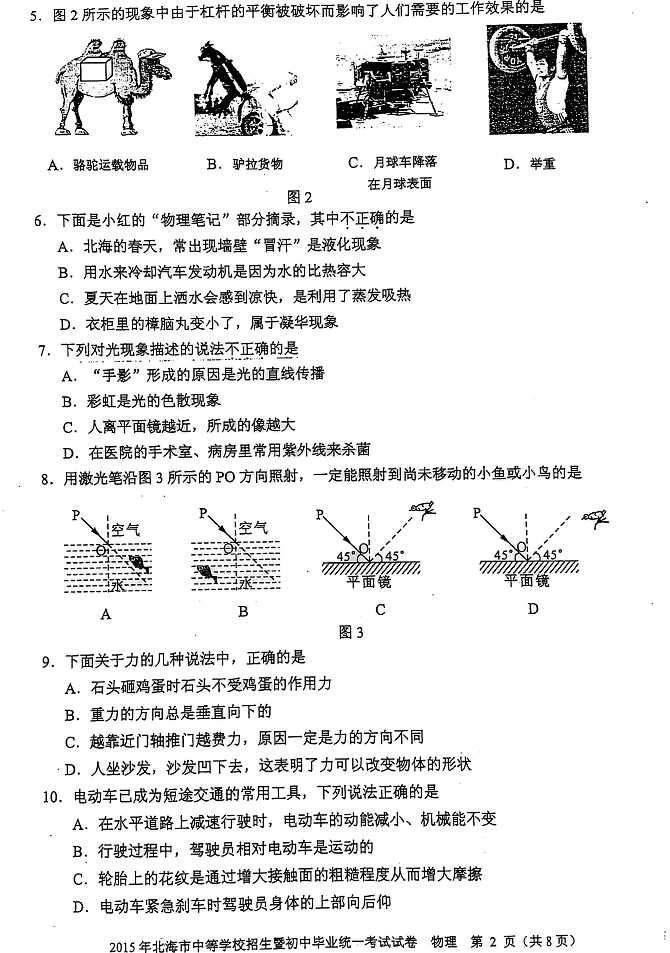 5．图2所示的现象中由于杠杆的平衡被破坏而影响了人们需要的工作效果的是
A．骆驼运载物品 B．驴拉货物 C．月球车降落 D．举重
在月球表面
图2
6．下面是小红的“物理笔记”部分摘录，其中不正确的是
A．北海的春天，常出现墙壁“冒汗”是液化现象
B．用水来冷却汽车发动机是因为水的比热容大
C．夏天在地面上洒水会感到凉快，是利用了蒸发吸热
D．衣柜里的樟脑丸变小了，属于凝华现象
7．下列对光现象描述的说法不正确的是
A．“手影”形成的原因是光的直线传播
B．彩虹是光的色散现象
C．人离平面镜越近，所成的像越大
D．在医院的手术室、病房里常用紫外线来杀菌
8．用激光笔沿图3所示的PO方向照射，一定能照射到尚未移动的小鱼或小鸟的是
P 空气 O 水
P 空气 O 水
P O 45° 45° 平面镜
P O 45° 45° 平面镜
A B C D
图3
9．下面关于力的几种说法中，正确的是
A．石头砸鸡蛋时石头不受鸡蛋的作用力
B．重力的方向总是垂直向下的
C．越靠近门轴推门越费力，原因一定是力的方向不同
D．人坐沙发，沙发凹下去，这表明了力可以改变物体的形状
10．电动车已成为短途交通的常用工具，下列说法正确的是
A．在水平道路上减速行驶时，电动车的动能减小、机械能不变
B．行驶过程中，驾驶员相对电动车是运动的
C．轮胎上的花纹是通过增大接触面的粗糙程度从而增大摩擦
D．电动车紧急刹车时驾驶员身体的上部向后仰
2015年北海市中等学校招生暨初中毕业统一考试试卷 物理 第 2 页（共8页）